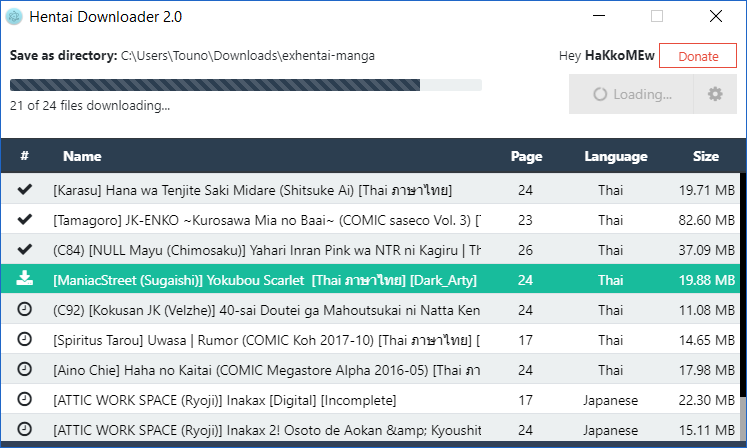 Hentai Downloader 2.0
Save as directory: C:\Users\Touno\Downloads\exhentai-manga
Hey HaKkoMEw
Donate
21 of 24 files downloading...
Loading...
# Name Page Language Size
[Karasu] Hana wa Tenjite Saki Midare (Shitsuke Ai) [Thai ภาษาไทย] 24 Thai 19.71 MB
[Tamagoro] JK-ENKO ~Kurosawa Mia no Baai~ (COMIC saseco Vol. 3) [T 23 Thai 82.60 MB
(C84) [NULL Mayu (Chimosaku)] Yahari Inran Pink wa NTR ni Kagiru | Th 26 Thai 37.09 MB
[ManiacStreet (Sugaishi)] Yokubou Scarlet [Thai ภาษาไทย] [Dark_Arty] 24 Thai 19.88 MB
(C92) [Kokusan JK (Velzhe)] 40-sai Doutei ga Mahoutsukai ni Natta Ken 24 Thai 11.08 MB
[Spiritus Tarou] Uwasa | Rumor (COMIC Koh 2017-10) [Thai ภาษาไทย] [ 17 Thai 14.65 MB
[Aino Chie] Haha no Kaitai (COMIC Megastore Alpha 2016-05) [Thai ภา 24 Thai 17.98 MB
[ATTIC WORK SPACE (Ryoji)] Inakax [Digital] [Incomplete] 17 Japanese 22.30 MB
[ATTIC WORK SPACE (Ryoji)] Inakax 2! Osoto de Aokan &amp; Kyoushit 24 Japanese 15.11 MB